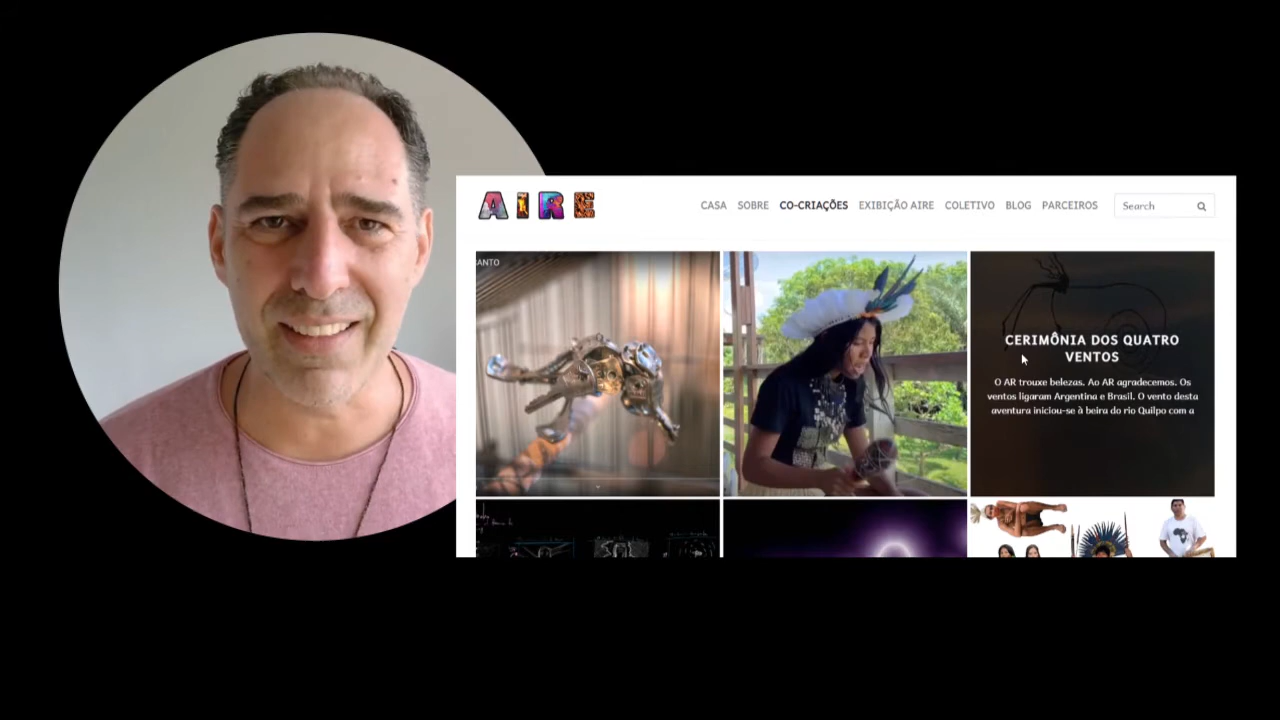 AIRE
CASA SOBRE CO-CRIAÇÕES EXIBIÇÃO AIRE COLETIVO BLOG PARCEIROS Search
ANTO
CERIMÔNIA DOS QUATRO
VENTOS
O AR trouxe belezas. Ao AR agradecemos. Os
ventos ligaram Argentina e Brasil. O vento desta
aventura iniciou-se à beira do rio Quilpo com a